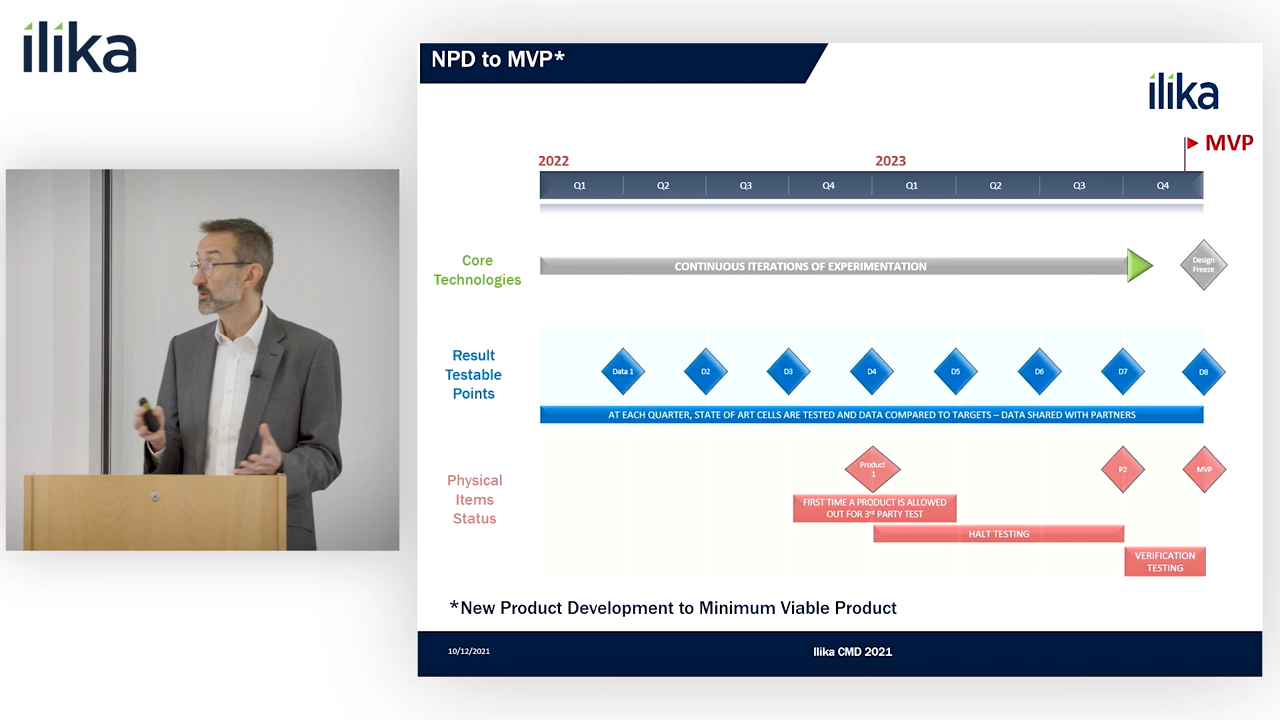 ilika
NPD to MVP*
ilika
MVP
2022
2023
Q1 Q2 Q3 Q4 Q1 Q2 Q3 Q4
Core
Technologies
CONTINUOUS ITERATIONS OF EXPERIMENTATION
Design
Freeze
Result
Testable
Points
Data 1 D2 D3 D4 D5 D6 D7 D8
AT EACH QUARTER, STATE OF ART CELLS ARE TESTED AND DATA COMPARED TO TARGETS – DATA SHARED WITH PARTNERS
Physical
Items
Status
Product
1
P2
MVP
FIRST TIME A PRODUCT IS ALLOWED
OUT FOR 3rd PARTY TEST
HALT TESTING
VERIFICATION
TESTING
*New Product Development to Minimum Viable Product
10/12/2021
Ilika CMD 2021